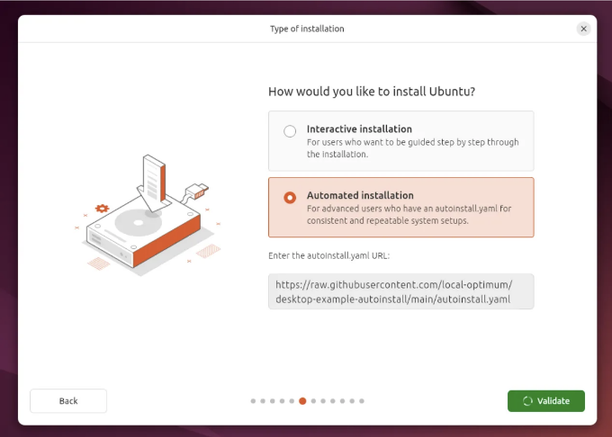 Type of installation
How would you like to install Ubuntu?
Interactive installation
For users who want to be guided step by step through
the installation.
Automated installation
For advanced users who have an autoinstall.yaml for
consistent and repeatable system setups.
Enter the autoinstall.yaml URL:
https://raw.githubusercontent.com/local-optimum/
desktop-example-autoinstall/main/autoinstall.yaml
Back
Validate